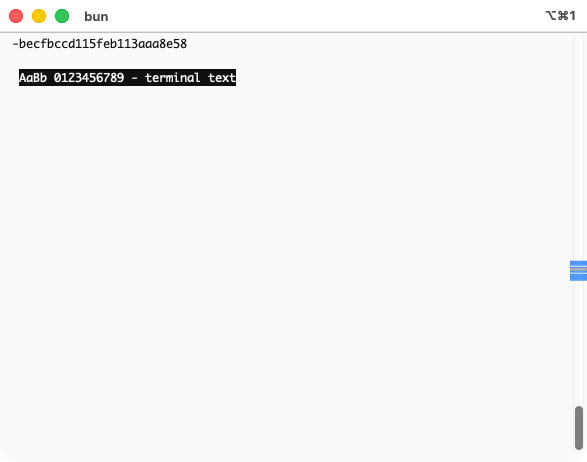 bun
⌥⌘1
-becfbccd115feb113aaa8e58
AaBb 0123456789 - terminal text